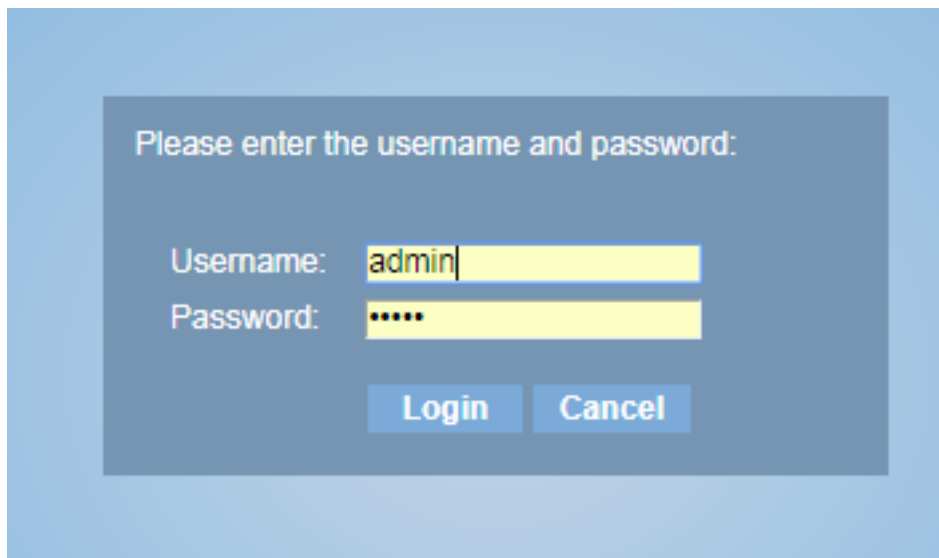 Please enter the username and password:
Username: admin
Password: •••••
Login Cancel